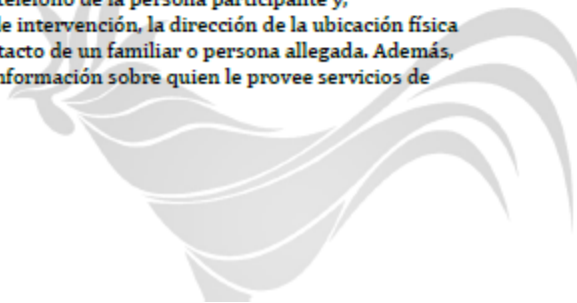 teléfono de la persona participante y,
de intervención, la dirección de la ubicación física
tacto de un familiar o persona allegada. Además,
nformación sobre quien le provee servicios de